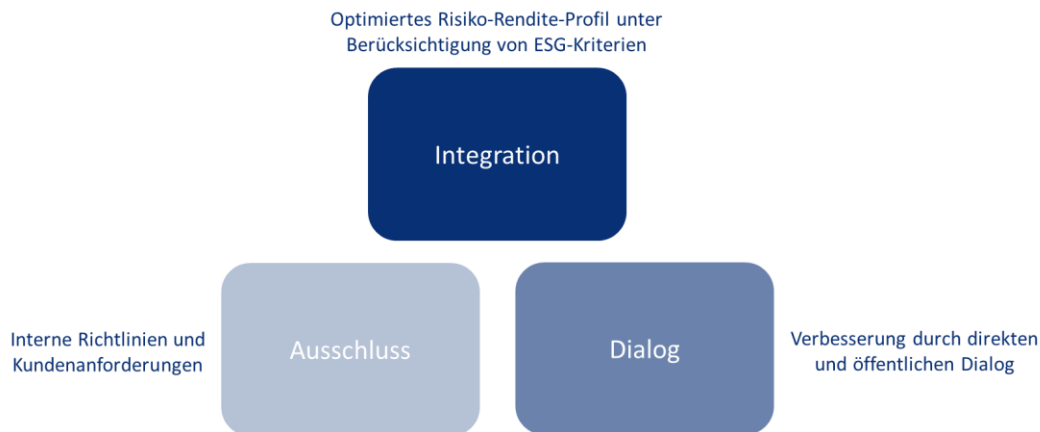 Optimiertes Risiko-Rendite-Profil unter
Berücksichtigung von ESG-Kriterien
Integration
Interne Richtlinien und
Kundenanforderungen
Ausschluss
Dialog
Verbesserung durch direkten
und öffentlichen Dialog